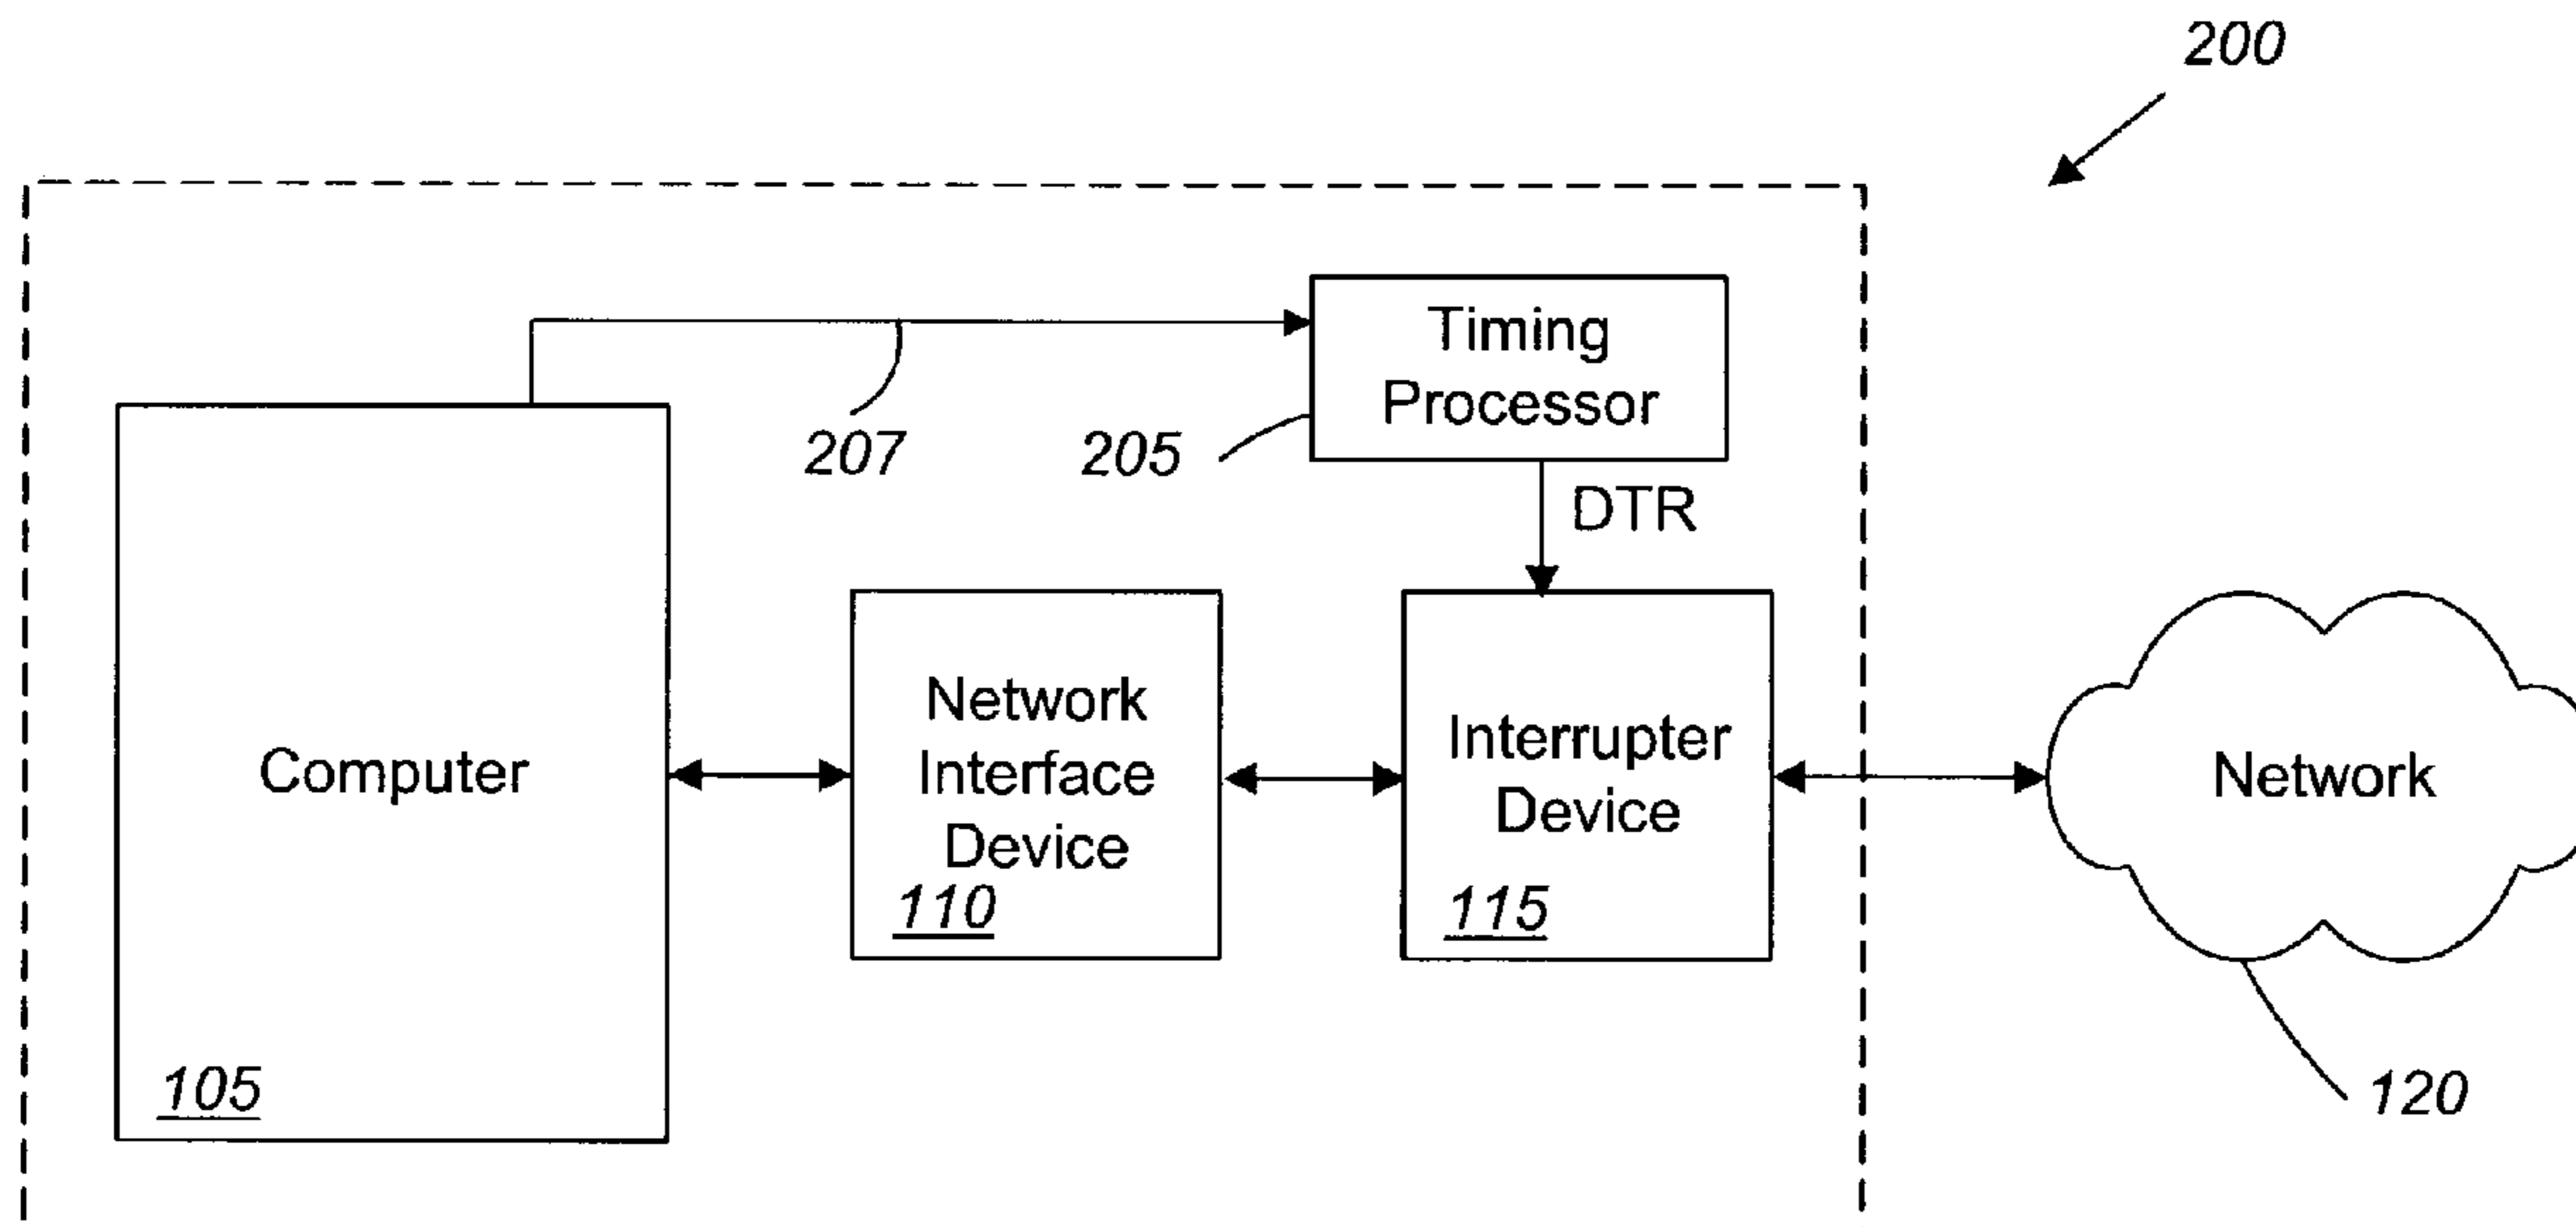 200
Timing
Processor
207
205
DTR
Computer
105
Network
Interface
Device
110
Interrupter
Device
115
Network
120